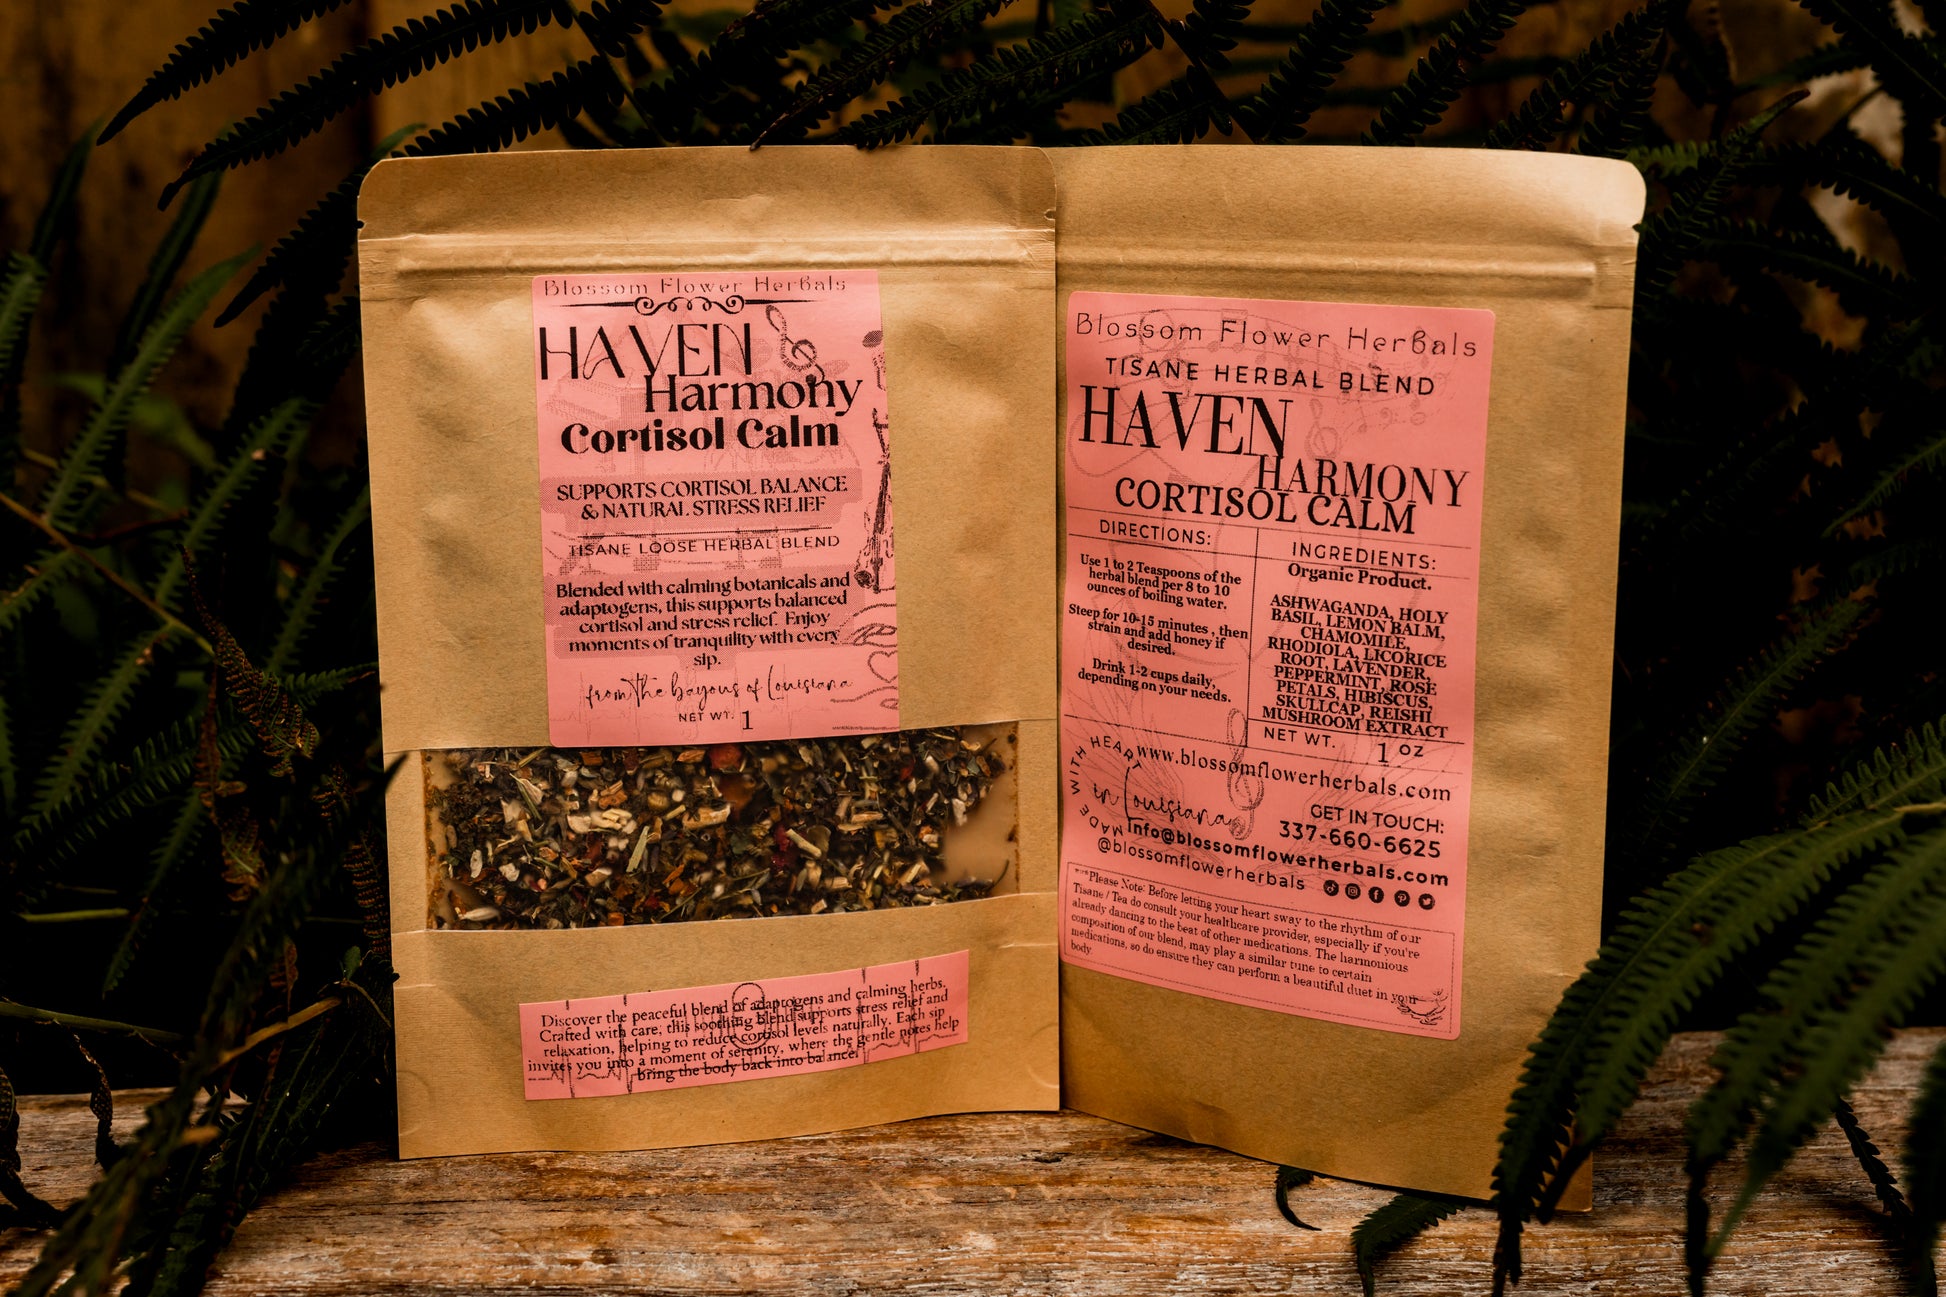 Blossom Flower Herbals
HAVEN
Harmony
Cortisol Calm
SUPPORTS CORTISOL BALANCE
& NATURAL STRESS RELIEF
TISANE LOOSE HERBAL BLEND
Blended with calming botanicals and
adaptogens, this supports balanced
cortisol and stress relief. Enjoy
moments of tranquility with every
sip.
from the bayous of Louisiana
NET WT. 1
Discover the peaceful blend of adaptogens and calming herbs.
Crafted with care, this soothing blend supports stress relief and
relaxation, helping to reduce cortisol levels naturally. Each sip
invites you into a moment of serenity, where the gentle notes help
bring the body back into balance.
Blossom Flower Herbals
TISANE HERBAL BLEND
HAVEN
HARMONY
CORTISOL CALM
DIRECTIONS:
Use 1 to 2 Teaspoons of the
herbal blend per 8 to 10
ounces of boiling water.
Steep for 10-15 minutes , then
strain and add honey if
desired.
Drink 1-2 cups daily,
depending on your needs.
INGREDIENTS:
Organic Product.
ASHWAGANDA, HOLY
BASIL, LEMON BALM,
CHAMOMILE,
RHODIOLA, LICORICE
ROOT, LAVENDER,
PEPPERMINT, ROSE
PETALS, HIBISCUS,
SKULLCAP, REISHI
MUSHROOM EXTRACT
NET WT. 1 oz
www.blossomflowerherbals.com
MADE WITH HEART
in Louisiana
GET IN TOUCH:
337-660-6625
info@blossomflowerherbals.com
@blossomflowerherbals
***Please Note: Before letting your heart sway to the rhythm of our
Tisane / Tea do consult your healthcare provider, especially if you're
already dancing to the beat of other medications. The harmonious
composition of our blend, may play a similar tune to certain
medications, so do ensure they can perform a beautiful duet in your
body